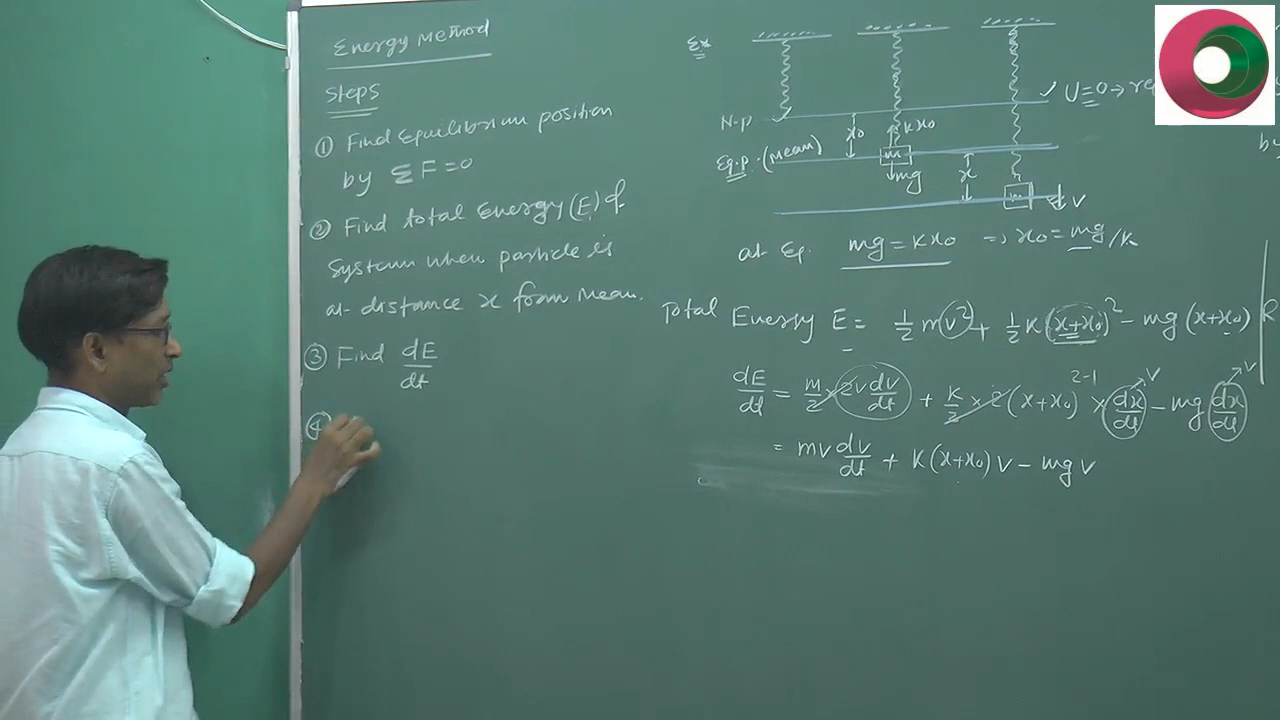 Energy Method
Steps
① Find Equilibrium position
by ΣF=0
② Find total Energy (E) of
System when particle is
at distance x from Mean.
③ Find dE/dt
④
Ex
N.p
Eq.p. (Mean)
x₀
kx₀
m
mg
x
m
v
✓ U=0 → re
by
at Eq. mg = kx₀ ⇒ x₀ = mg/k
Total Energy E = 1/2 m v² + 1/2 k (x+x₀)² - mg (x+x₀)
dE/dt = m/2 × 2v dv/dt + k/2 × 2 (x+x₀)²⁻¹ × dx/dt → v - mg dx/dt → v
= mv dv/dt + k(x+x₀)v - mgv